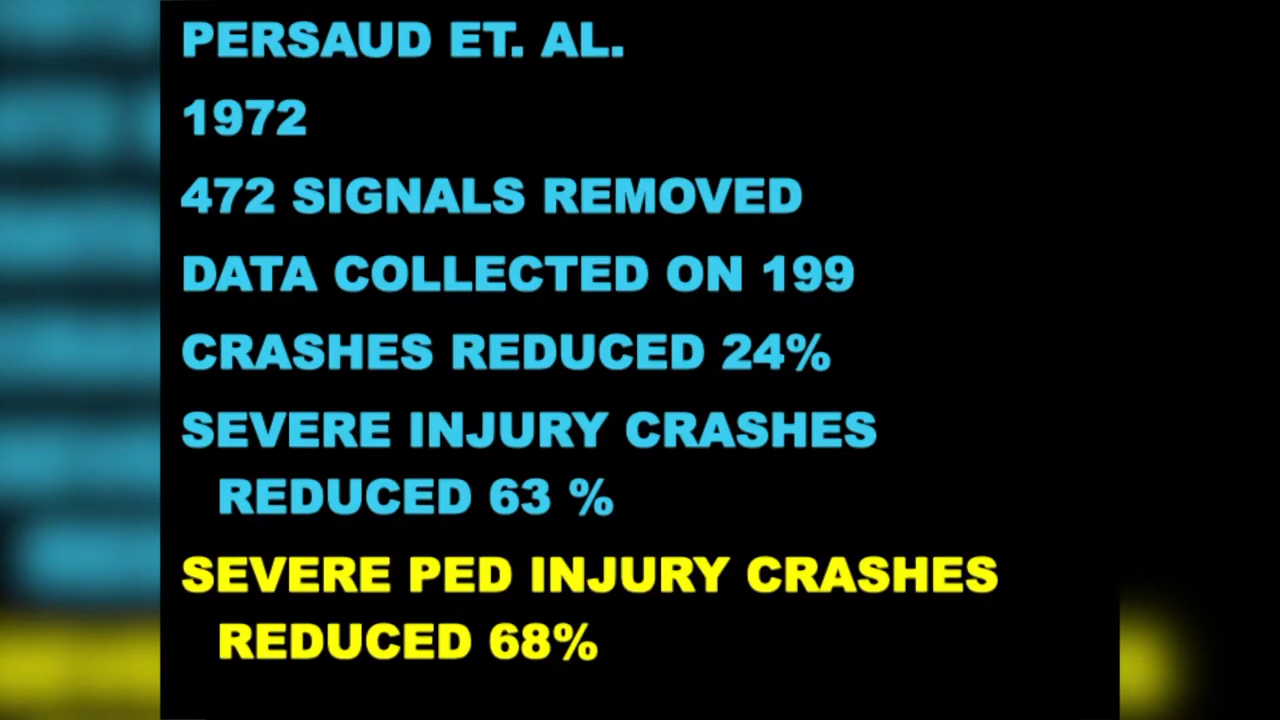 PERSAUD ET. AL.
1972
472 SIGNALS REMOVED
DATA COLLECTED ON 199
CRASHES REDUCED 24%
SEVERE INJURY CRASHES
REDUCED 63 %
SEVERE PED INJURY CRASHES
REDUCED 68%